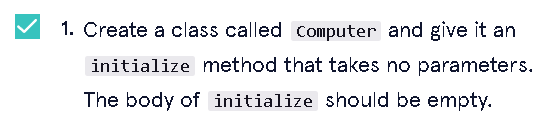 1. Create a class called Computer and give it an
initialize method that takes no parameters.
The body of initialize should be empty.